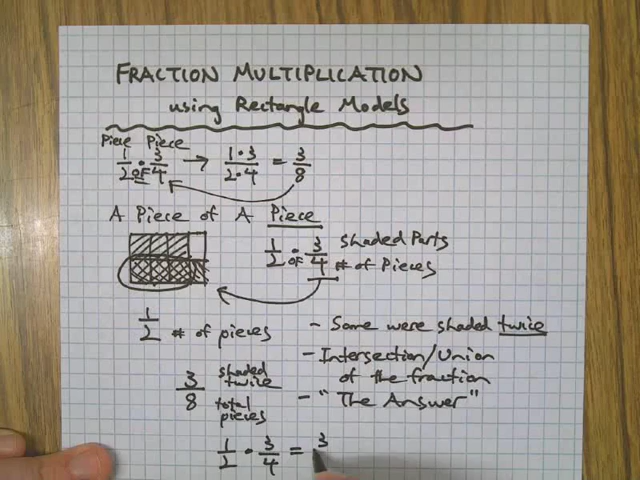 FRACTION MULTIPLICATION
using Rectangle Models
Piece Piece
1/2 · 3/4 → 1·3/2·4 = 3/8
OF
A Piece of A Piece
1/2 · 3/4 shaded Parts
OF # of Pieces
1/2 # of pieces
- Some were shaded twice
- Intersection/Union
of the fraction
- "The Answer"
3 shaded twice
8 total pieces
1/2 · 3/4 = 3